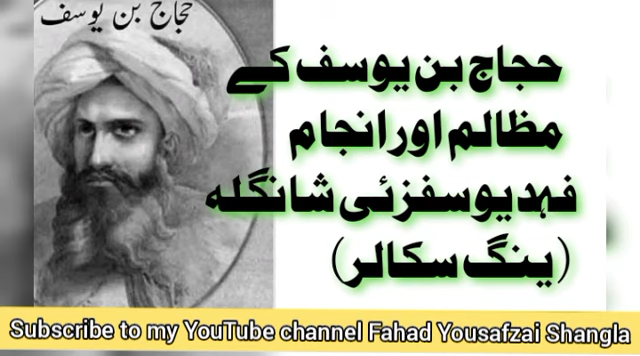 حجاج بن یوسف
حجاج بن یوسف کے
مظالم اور انجام
فہد یوسفزئی شانگلہ
(ینگ سکالر)
Subscribe to my YouTube channel Fahad Yousafzai Shangla